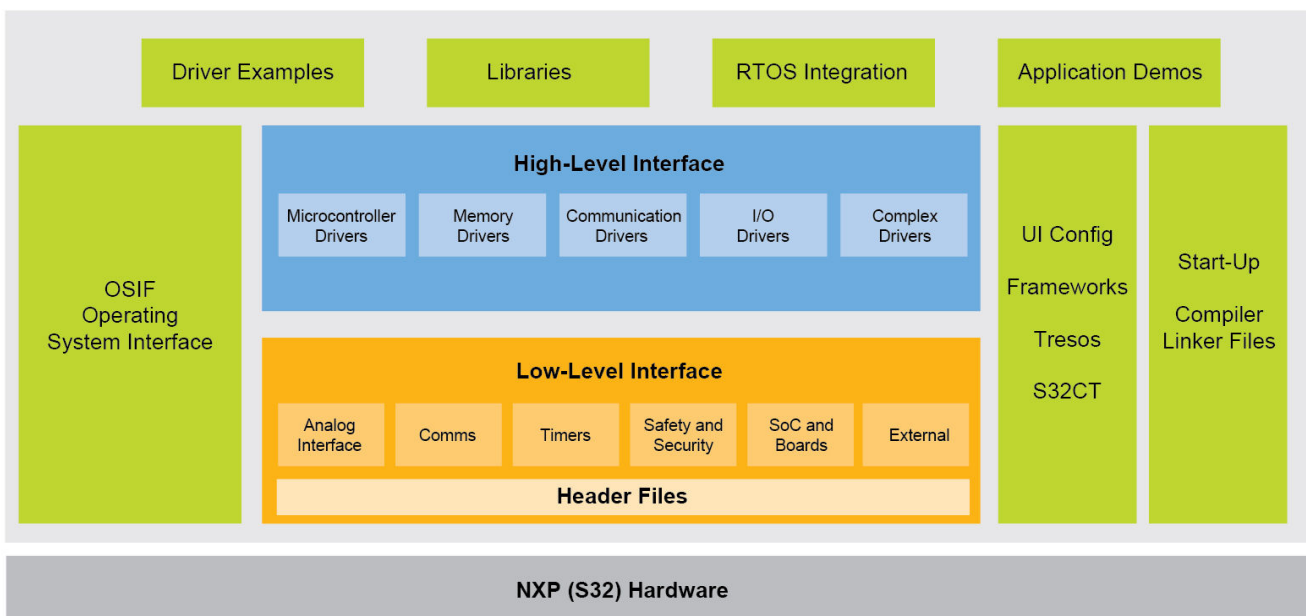 Driver Examples
Libraries
RTOS Integration
Application Demos
OSIF
Operating
System Interface
High-Level Interface
Microcontroller
Drivers
Memory
Drivers
Communication
Drivers
I/O
Drivers
Complex
Drivers
Low-Level Interface
Analog
Interface
Comms
Timers
Safety and
Security
SoC and
Boards
External
Header Files
UI Config
Frameworks
Tresos
S32CT
Start-Up
Compiler
Linker Files
NXP (S32) Hardware